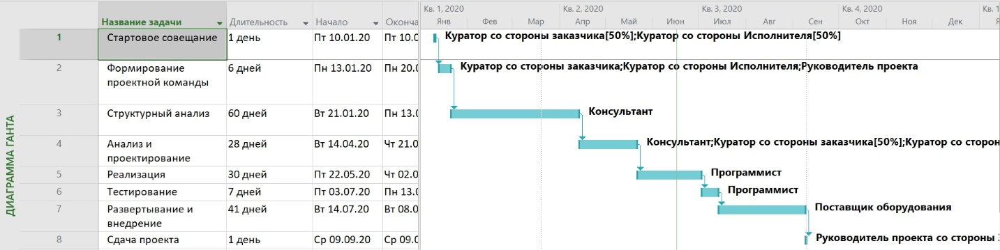 Название задачи Длительность Начало Оконча
Кв. 1, 2020 Кв. 2, 2020 Кв. 3, 2020 Кв. 4, 2020 Кв. 1
Янв Фев Мар Апр Май Июн Июл Авг Сен Окт Ноя Дек Я
1 Стартовое совещание 1 день Пт 10.01.20 Пт 10.0 Куратор со стороны заказчика[50%];Куратор со стороны Исполнителя[50%]
2 Формирование 6 дней Пн 13.01.20 Пн 20.0 Куратор со стороны заказчика;Куратор со стороны Исполнителя;Руководитель проекта
проектной команды
3 Структурный анализ 60 дней Вт 21.01.20 Пн 13.0 Консультант
4 Анализ и 28 дней Вт 14.04.20 Чт 21.0 Консультант;Куратор со стороны заказчика[50%];Куратор со сторон
проектирование
5 Реализация 30 дней Пт 22.05.20 Чт 02.0 Программист
6 Тестирование 7 дней Пт 03.07.20 Пн 13.0 Программист
7 Развертывание и 41 дней Вт 14.07.20 Вт 08.0 Поставщик оборудования
внедрение
8 Сдача проекта 1 день Ср 09.09.20 Ср 09.0 Руководитель проекта со стороны
ДИАГРАММА ГАНТА